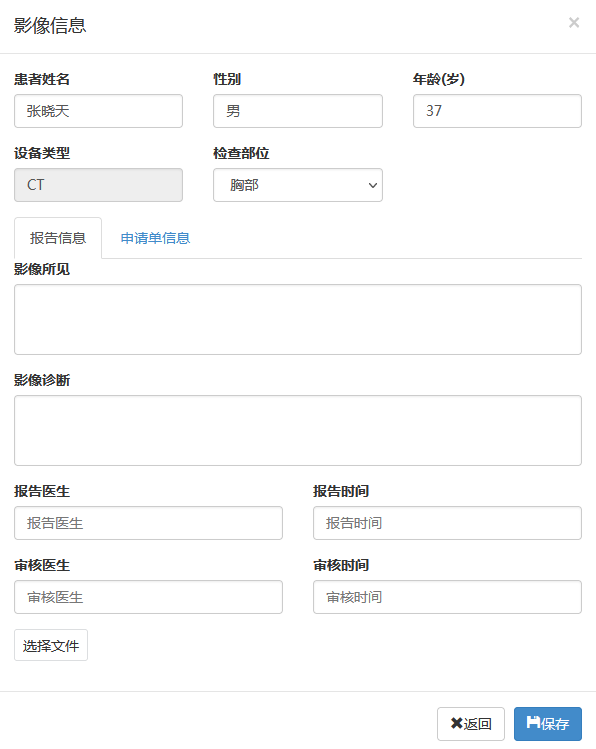 影像信息 ×
患者姓名 性别 年龄(岁)
张晓天 男 37
设备类型 检查部位
CT 胸部
报告信息 申请单信息
影像所见
影像诊断
报告医生 报告时间
报告医生 报告时间
审核医生 审核时间
审核医生 审核时间
选择文件
返回 保存